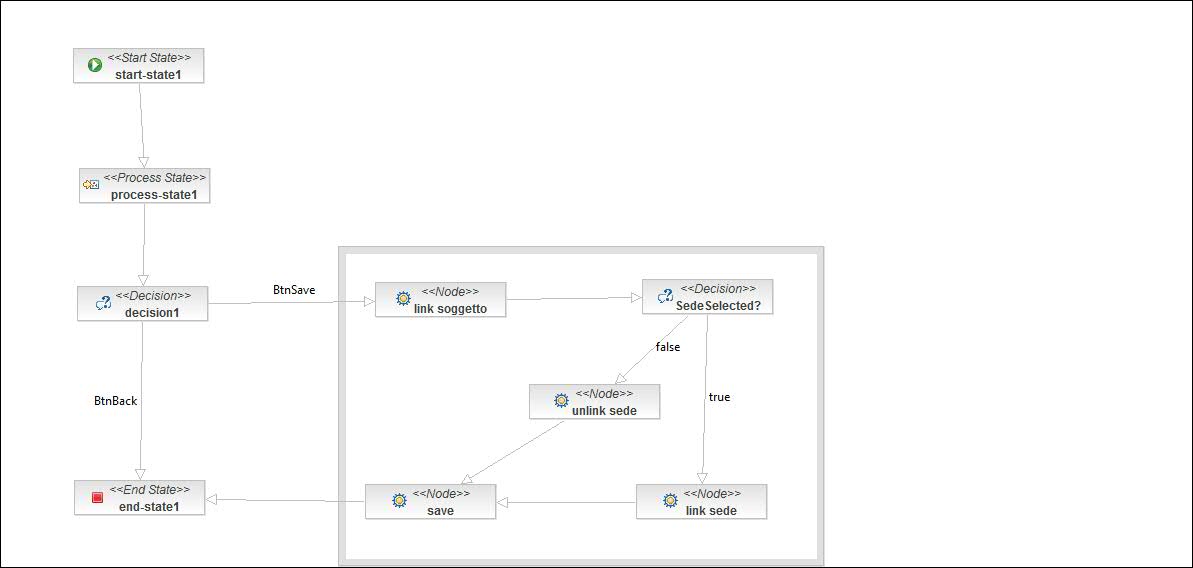 <<Start State>>
start-state1
<<Process State>>
process-state1
<<Decision>>
decision1
BtnSave
<<Node>>
link soggetto
<<Decision>>
SedeSelected?
false
true
<<Node>>
unlink sede
BtnBack
<<End State>>
end-state1
<<Node>>
save
<<Node>>
link sede